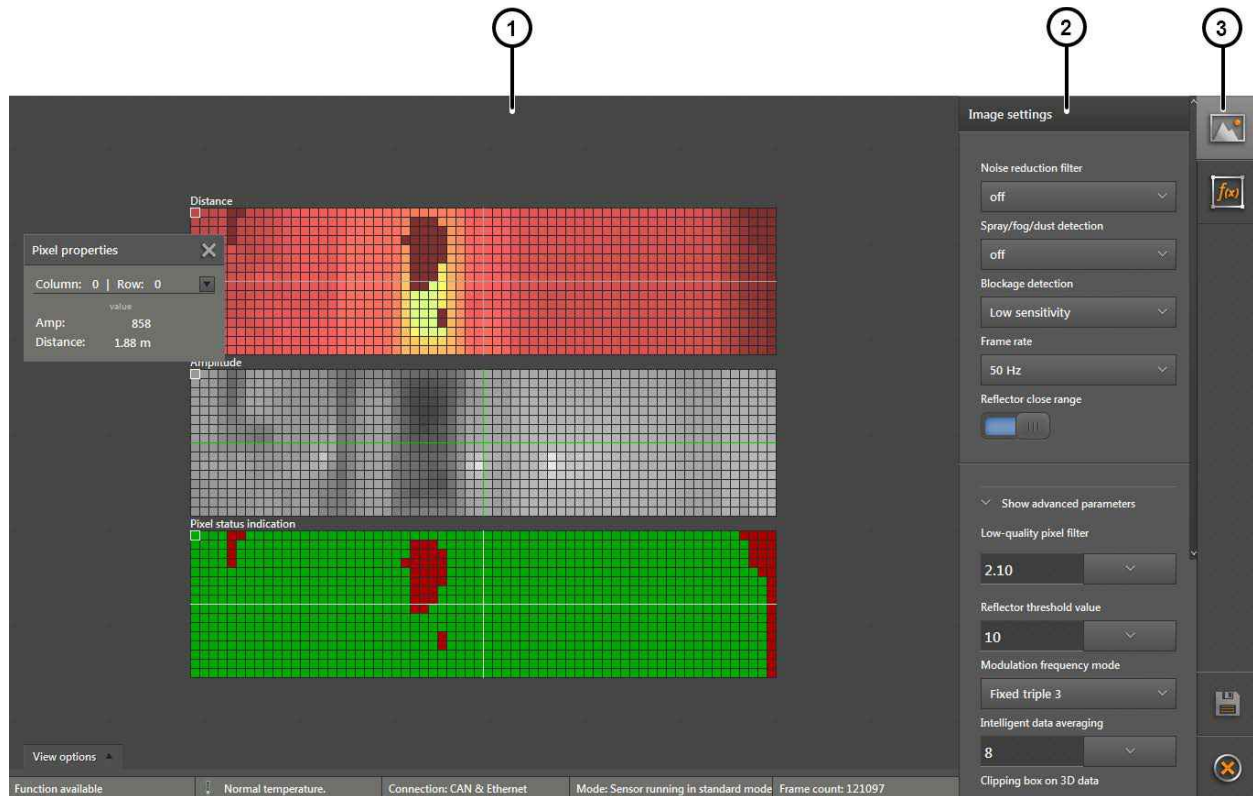 1
2
3
Image settings
Noise reduction filter
off
Spray/fog/dust detection
off
Blockage detection
Low sensitivity
Frame rate
50 Hz
Reflector close range
Show advanced parameters
Low-quality pixel filter
2.10
Reflector threshold value
10
Modulation frequency mode
Fixed triple 3
Intelligent data averaging
8
Clipping box on 3D data
f(x)
Distance
Pixel properties
Column: 0 | Row: 0
value
Amp: 858
Distance: 1.88 m
Amplitude
Pixel status indication
View options
Function available
Normal temperature.
Connection: CAN & Ethernet
Mode: Sensor running in standard mode
Frame count: 121097